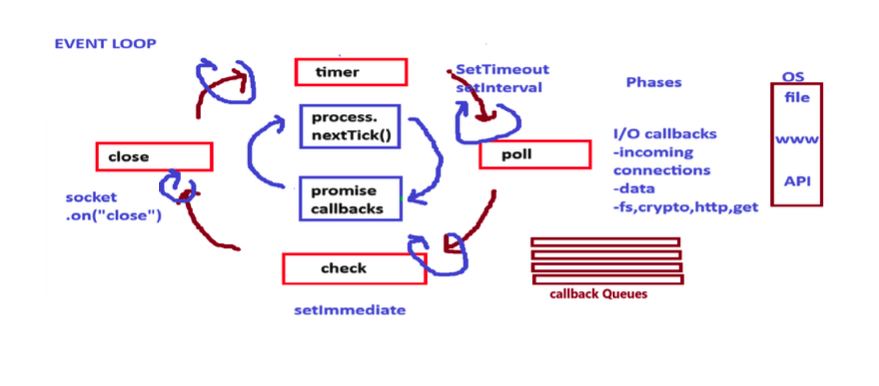 EVENT LOOP
timer
SetTimeout
setInterval
Phases
OS
file
www
API
process.
nextTick()
I/O callbacks
-incoming
connections
-data
-fs,crypto,http,get
poll
close
promise
callbacks
socket
.on("close")
check
setImmediate
callback Queues